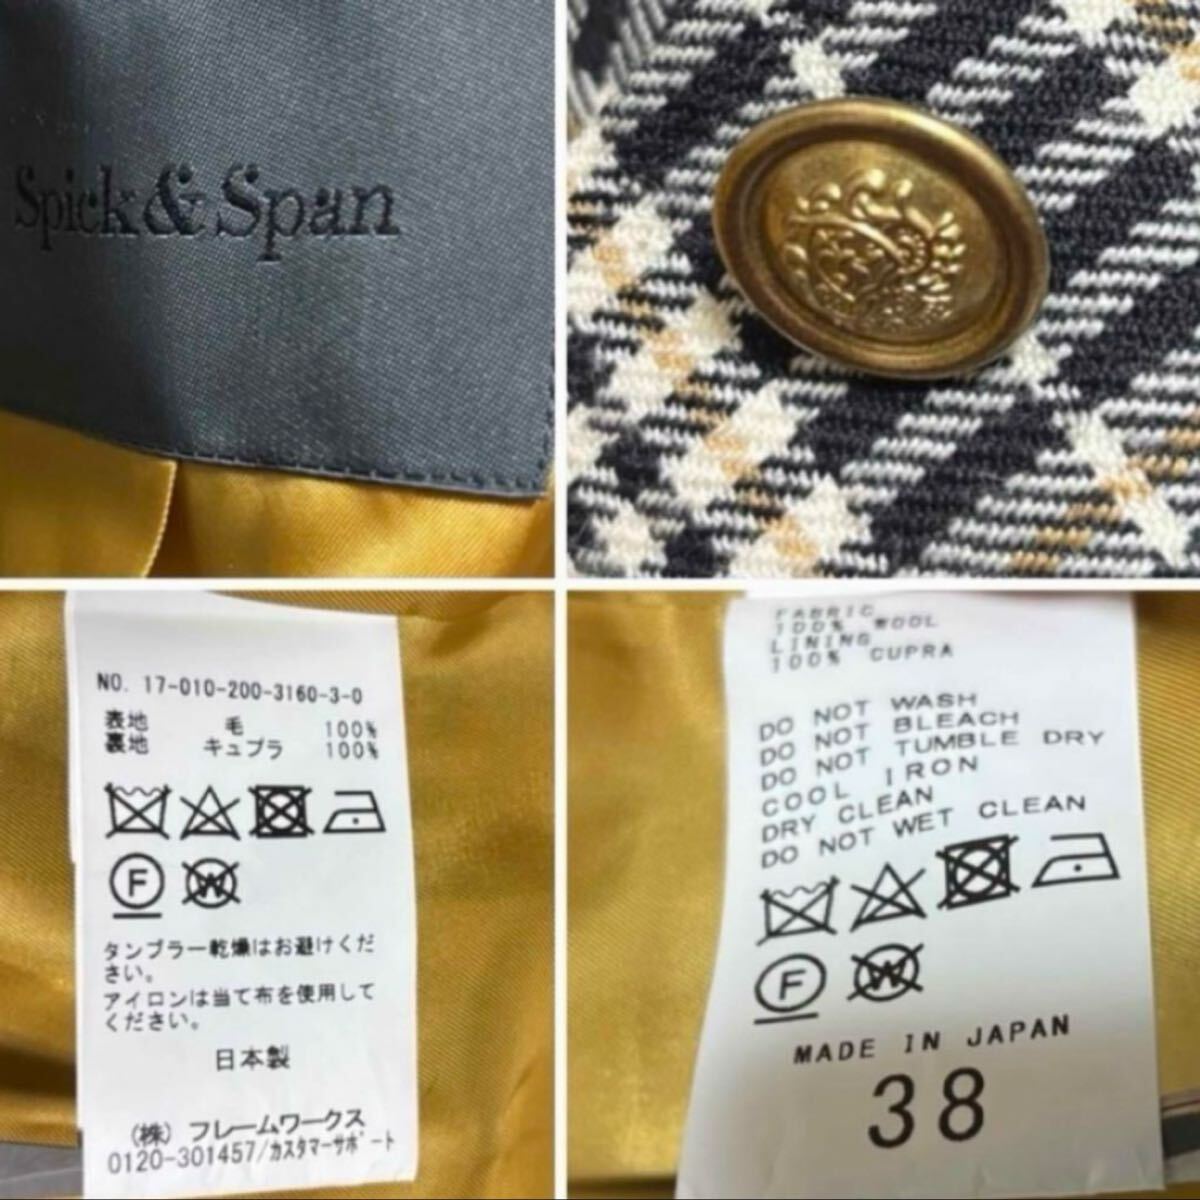 Spick & Span
NO. 17-010-200-3160-3-0
表地 毛 100%
裏地 キュプラ 100%
F
W
タンブラー乾燥はお避けくだ
さい。
アイロンは当て布を使用して
ください。
日本製
(株) フレームワークス
0120-301457/カスタマーサポート
FABRIC
100% WOOL
LINING
100% CUPRA
DO NOT WASH
DO NOT BLEACH
DO NOT TUMBLE DRY
COOL IRON
DRY CLEAN
DO NOT WET CLEAN
F
W
MADE IN JAPAN
38